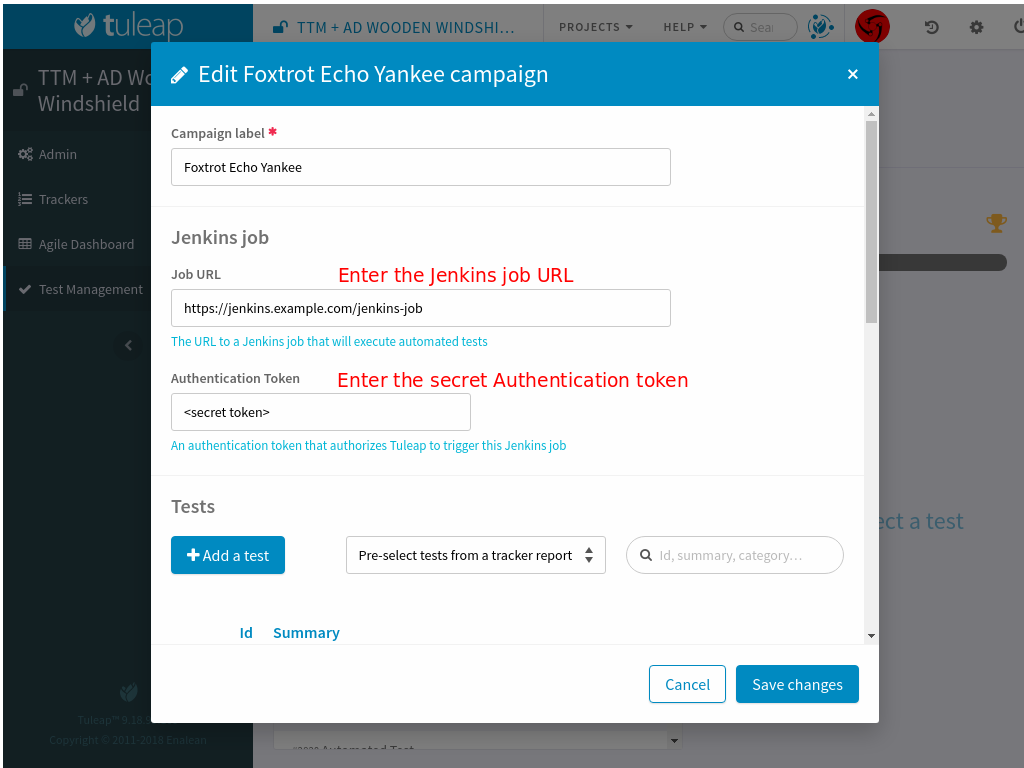 tuleap
TTM + AD WOODEN WINDSHI...
PROJECTS
HELP
Sear
TTM + AD Wo
Windshield
Admin
Trackers
Agile Dashboard
Test Management
Edit Foxtrot Echo Yankee campaign
×
Campaign label *
Foxtrot Echo Yankee
Jenkins job
Job URL
Enter the Jenkins job URL
https://jenkins.example.com/jenkins-job
The URL to a Jenkins job that will execute automated tests
Authentication Token
Enter the secret Authentication token
<secret token>
An authentication token that authorizes Tuleap to trigger this Jenkins job
Tests
ect a test
Add a test
Pre-select tests from a tracker report
Id, summary, category...
Id
Summary
Cancel
Save changes
Tuleap™ 9.18
Copyright © 2011-2018 Enalean
Automated Test